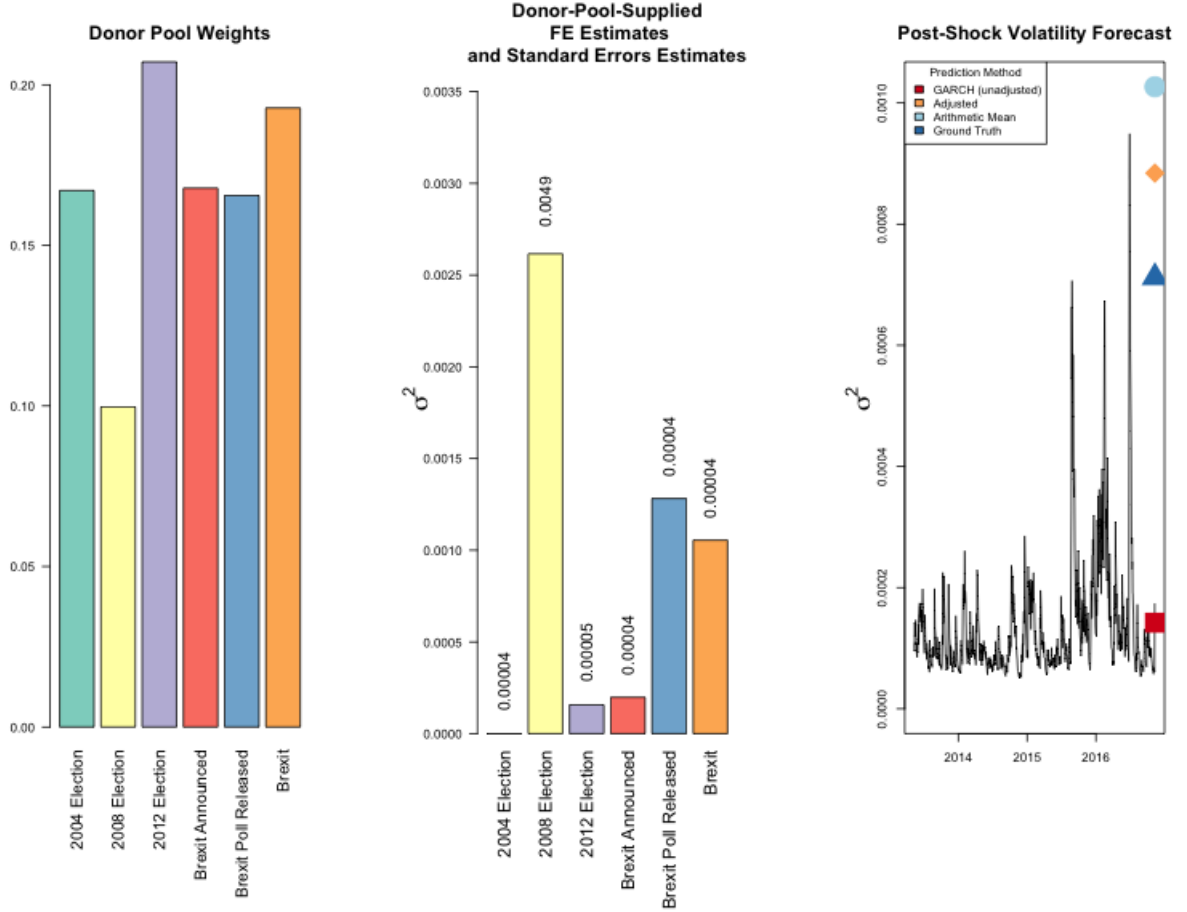 Donor Pool Weights
0.20
0.15
0.10
0.05
0.00
2004 Election
2008 Election
2012 Election
Brexit Announced
Brexit Poll Released
Brexit
Donor-Pool-Supplied
FE Estimates
and Standard Errors Estimates
σ2
0.0035
0.0030
0.0025
0.0020
0.0015
0.0010
0.0005
0.0000
0.00004
0.0049
0.00005
0.00004
0.00004
0.00004
2004 Election
2008 Election
2012 Election
Brexit Announced
Brexit Poll Released
Brexit
Post-Shock Volatility Forecast
Prediction Method
GARCH (unadjusted)
Adjusted
Arithmetic Mean
Ground Truth
σ2
0.0010
0.0008
0.0006
0.0004
0.0002
0.0000
2014
2015
2016